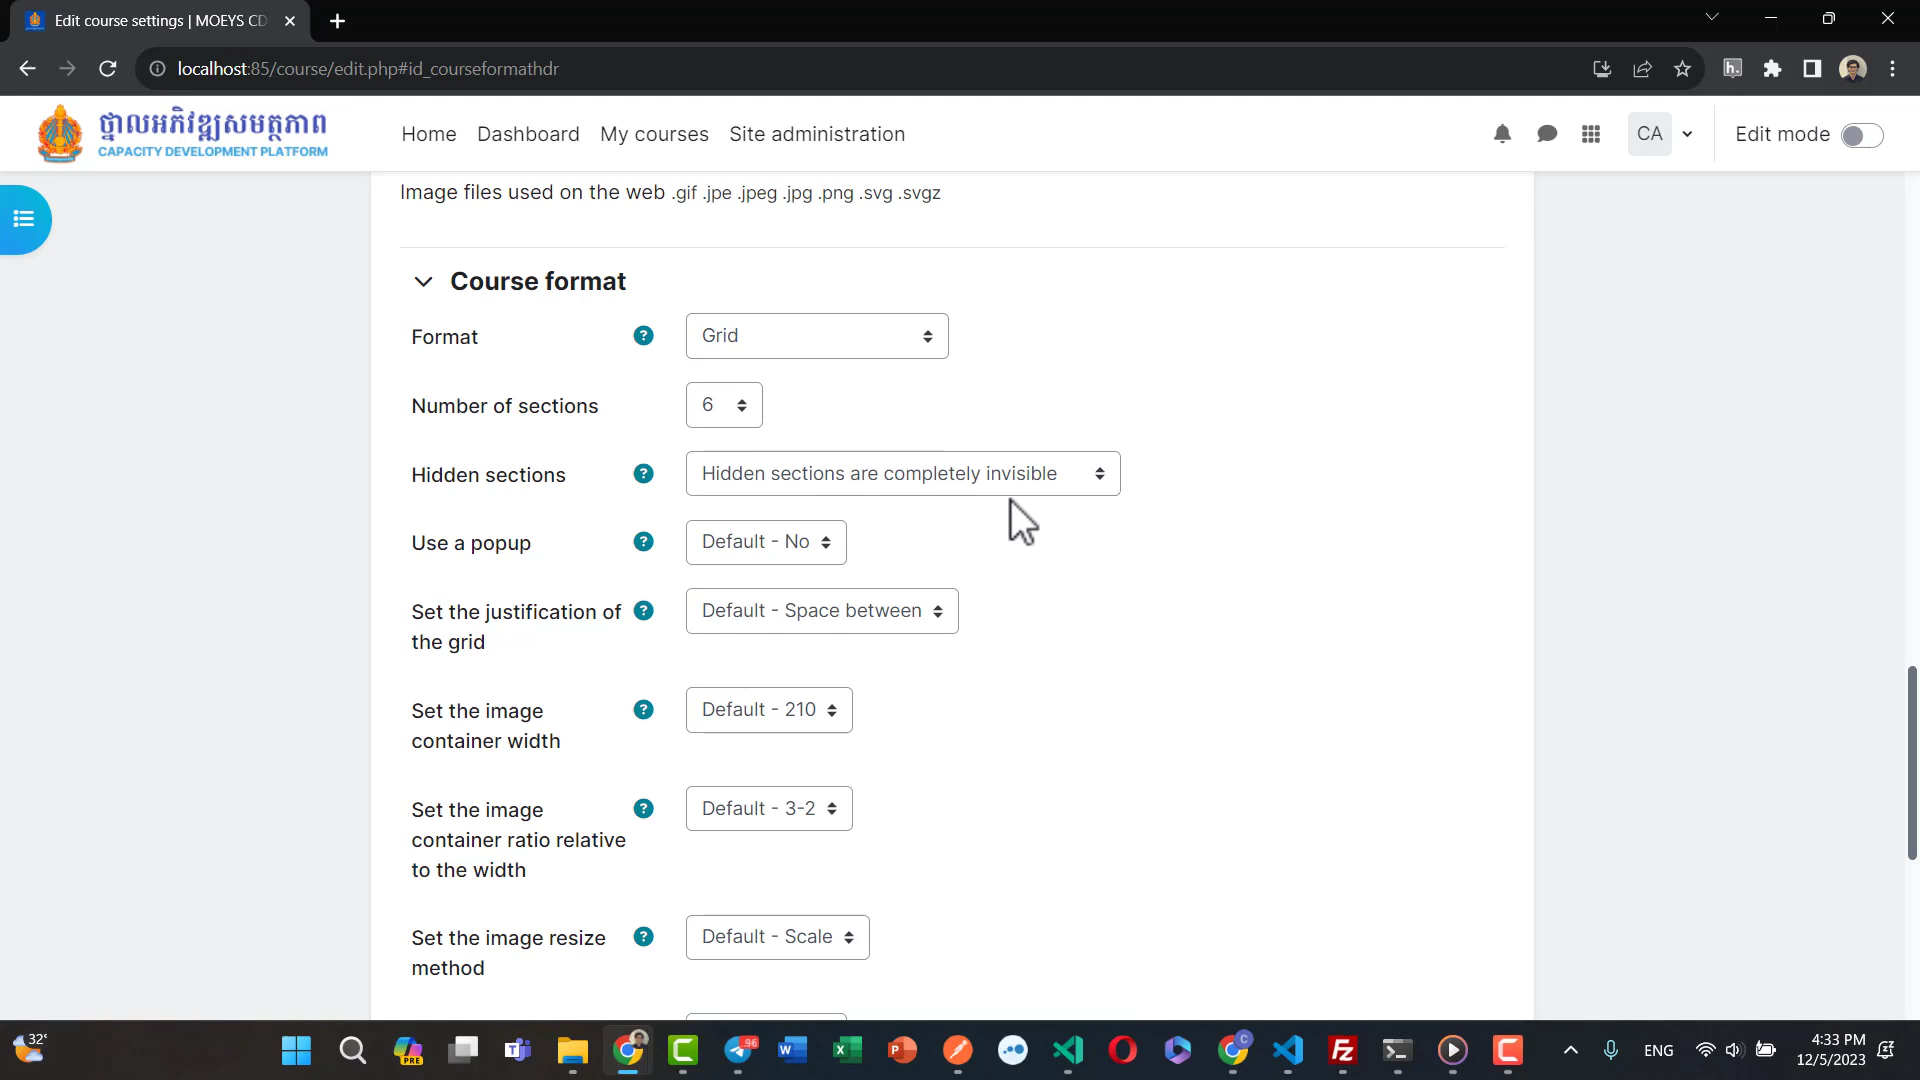 Edit course settings | MOEYS CD
localhost:85/course/edit.php#id_courseformathdr
ថ្នាលអភិវឌ្ឍសមត្ថភាព
CAPACITY DEVELOPMENT PLATFORM
Home Dashboard My courses Site administration
CA
Edit mode
Image files used on the web .gif .jpe .jpeg .jpg .png .svg .svgz
Course format
Format ? Grid
Number of sections 6
Hidden sections ? Hidden sections are completely invisible
Use a popup ? Default - No
Set the justification of ? Default - Space between
the grid
Set the image ? Default - 210
container width
Set the image ? Default - 3-2
container ratio relative
to the width
Set the image resize ? Default - Scale
method
32°
PRE
96
C
ENG
4:33 PM
12/5/2023